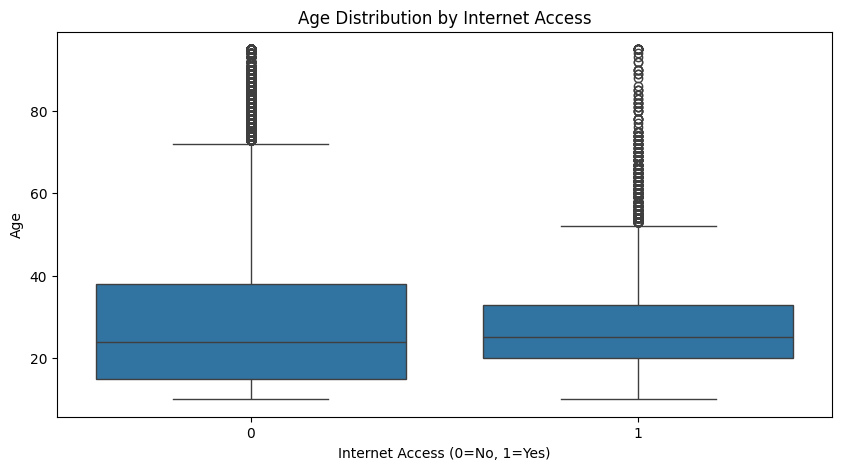 Age Distribution by Internet Access
80
60
40
20
Age
0
1
Internet Access (0=No, 1=Yes)